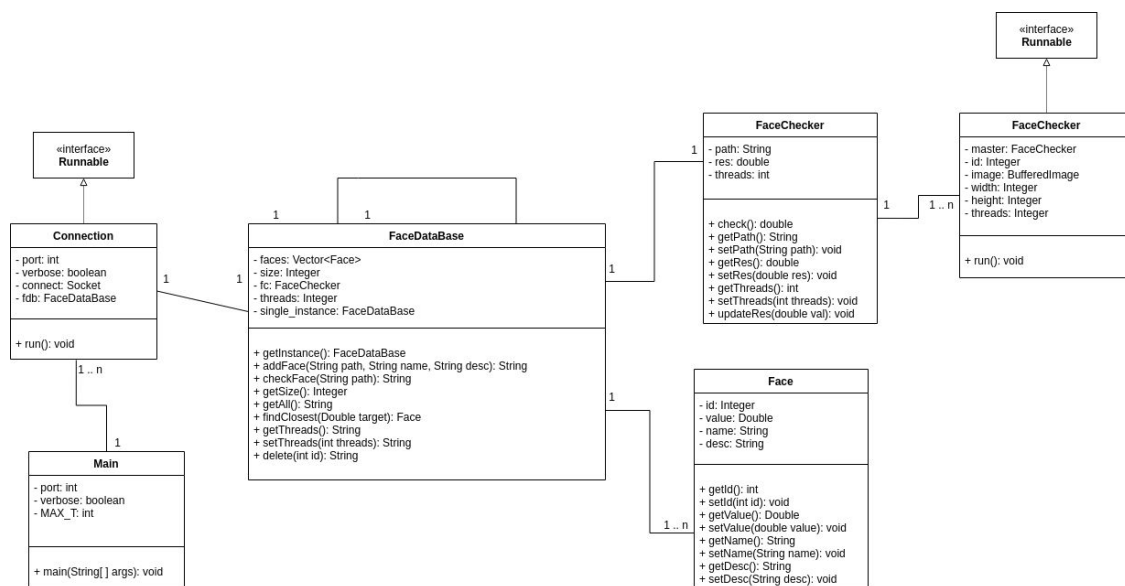 «interface»
Runnable
Connection
- port: int
- verbose: boolean
- connect: Socket
- fdb: FaceDataBase
+ run(): void
1
1
1 .. n
1
Main
- port: int
- verbose: boolean
- MAX_T: int
+ main(String[ ] args): void
1
1
FaceDataBase
- faces: Vector<Face>
- size: Integer
- fc: FaceChecker
- threads: Integer
- single_instance: FaceDataBase
+ getInstance(): FaceDataBase
+ addFace(String path, String name, String desc): String
+ checkFace(String path): String
+ getSize(): Integer
+ getAll(): String
+ findClosest(Double target): Face
+ getThreads(): String
+ setThreads(int threads): String
+ delete(int id): String
1
1
1
1 .. n
FaceChecker
- path: String
- res: double
- threads: int
+ check(): double
+ getPath(): String
+ setPath(String path): void
+ getRes(): double
+ setRes(double res): void
+ getThreads(): int
+ setThreads(int threads): void
+ updateRes(double val): void
1
1 .. n
«interface»
Runnable
FaceChecker
- master: FaceChecker
- id: Integer
- image: BufferedImage
- width: Integer
- height: Integer
- threads: Integer
+ run(): void
Face
- id: Integer
- value: Double
- name: String
- desc: String
+ getId(): int
+ setId(int id): void
+ getValue(): Double
+ setValue(double value): void
+ getName(): String
+ setName(String name): void
+ getDesc(): String
+ setDesc(String desc): void